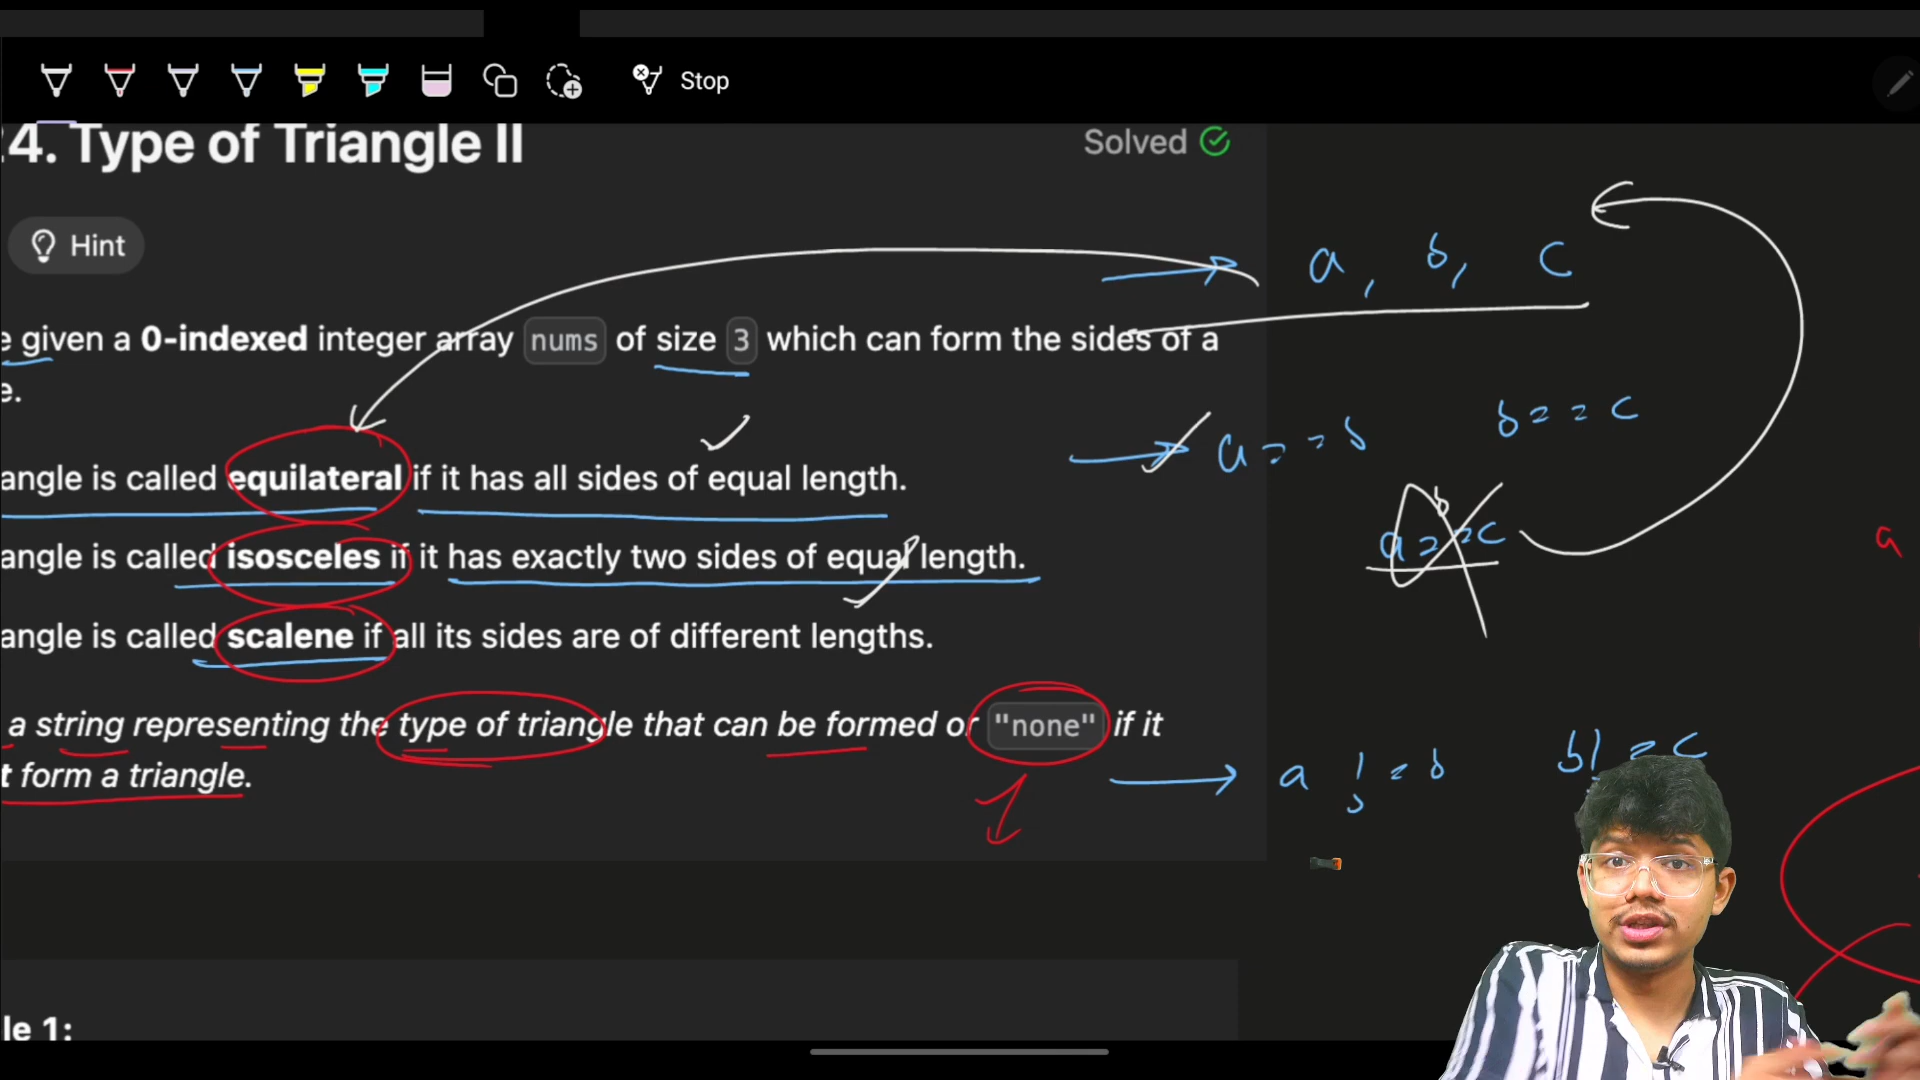 Stop
4. Type of Triangle II
Solved
Hint
a, b, c
e given a 0-indexed integer array nums of size 3 which can form the sides of a
e.
a == b
b == c
angle is called equilateral if it has all sides of equal length.
b
a == c
a
angle is called isosceles if it has exactly two sides of equal length.
angle is called scalene if all its sides are of different lengths.
a string representing the type of triangle that can be formed or "none" if it
t form a triangle.
a != b
b! = c
le 1: